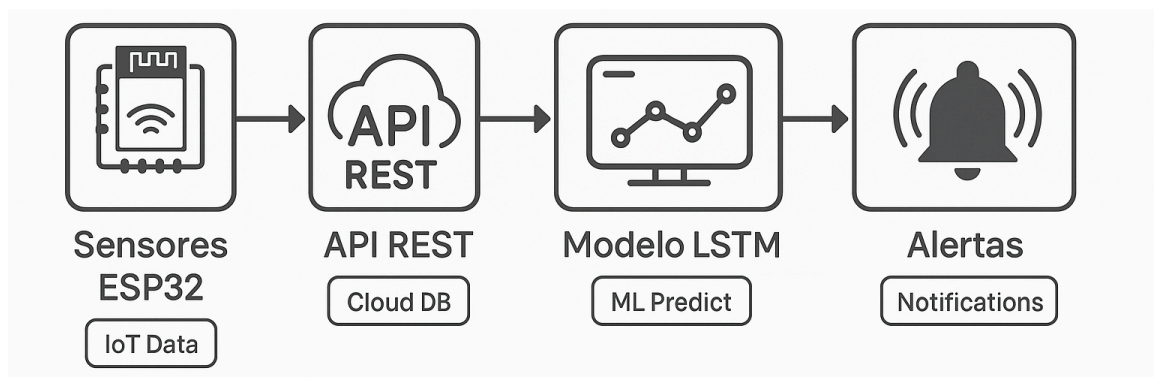 API
REST
Sensores
ESP32
IoT Data
API REST
Cloud DB
Modelo LSTM
ML Predict
Alertas
Notifications